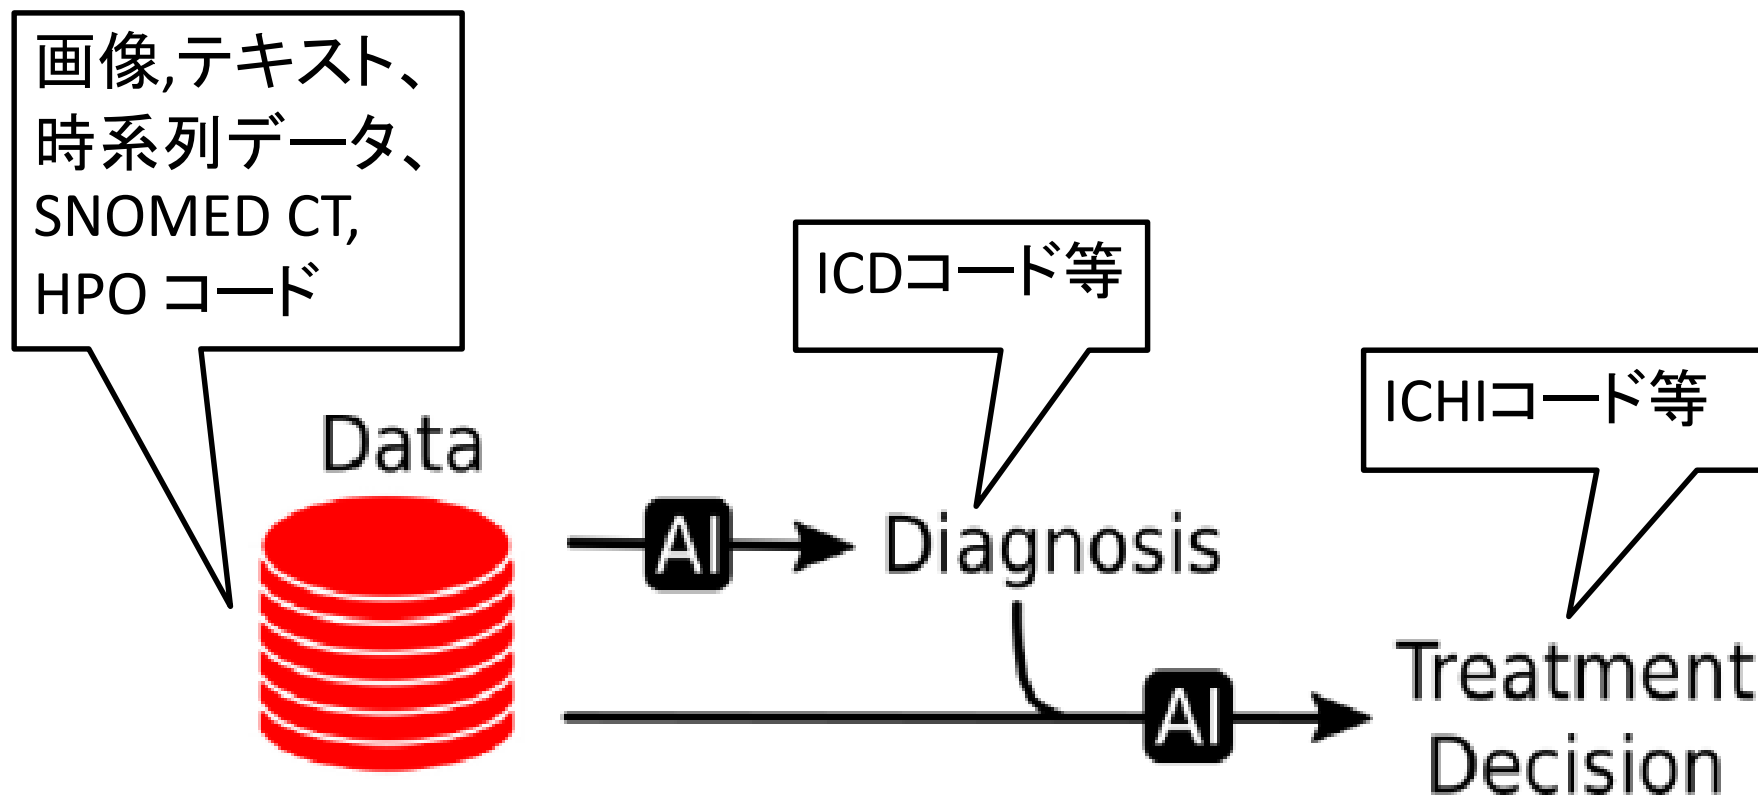 画像,テキスト、
時系列データ、
SNOMED CT,
HPO コード
ICDコード等
ICHIコード等
Data
AI
Diagnosis
AI
Treatment
Decision